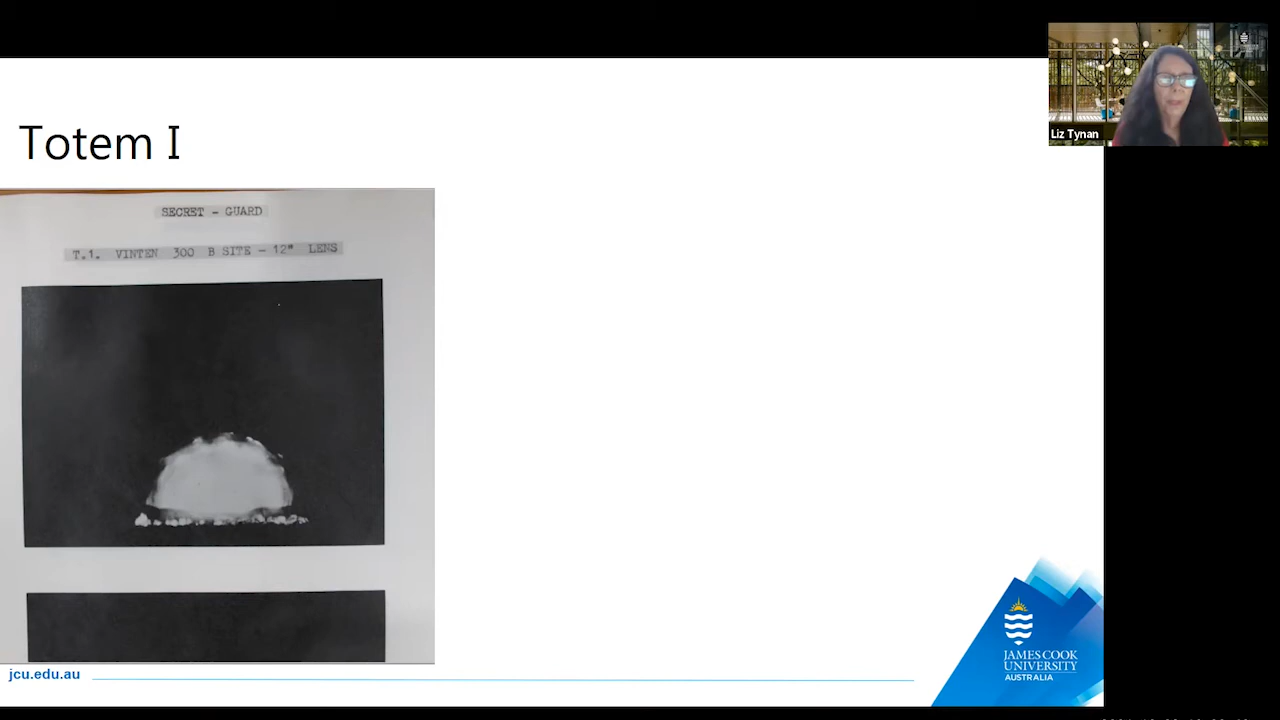 Totem I
SECRET - GUARD
T.1. VINTEN 300 B SITE - 12" LENS
Liz Tynan
jcu.edu.au
JAMES COOK
UNIVERSITY
AUSTRALIA